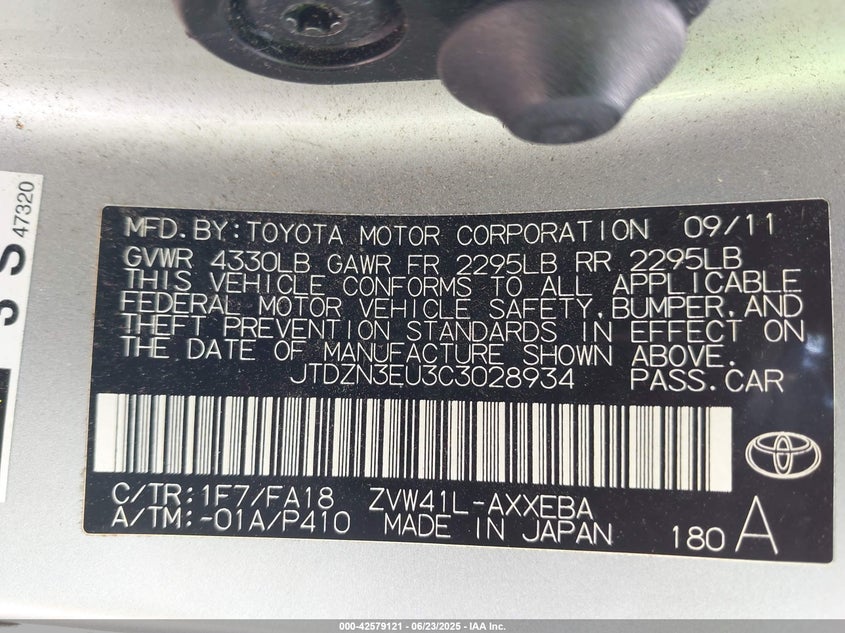 S S 47320
MFD. BY: TOYOTA MOTOR CORPORATION 09/11
GVWR 4330LB GAWR FR 2295LB RR 2295LB
THIS VEHICLE CONFORMS TO ALL APPLICABLE
FEDERAL MOTOR VEHICLE SAFETY, BUMPER, AND
THEFT PREVENTION STANDARDS IN EFFECT ON
THE DATE OF MANUFACTURE SHOWN ABOVE.
JTDZN3EU3C3028934 PASS. CAR
C/TR: 1F7/FA18 ZVW41L-AXXEBA
A/TM: -01A/P410 MADE IN JAPAN 180 A
000-42579121 - 06/23/2025 - IAA Inc.